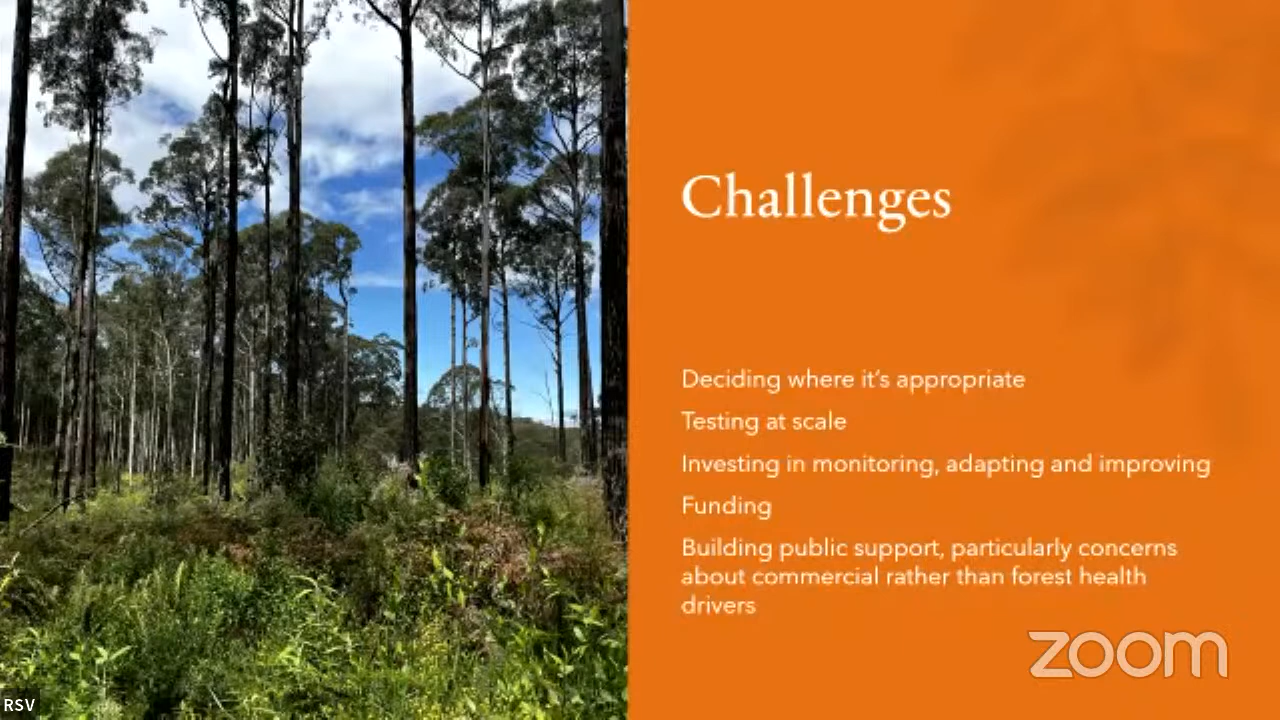 Challenges
Deciding where it's appropriate
Testing at scale
Investing in monitoring, adapting and improving
Funding
Building public support, particularly concerns
about commercial rather than forest health
drivers
zoom
RSV